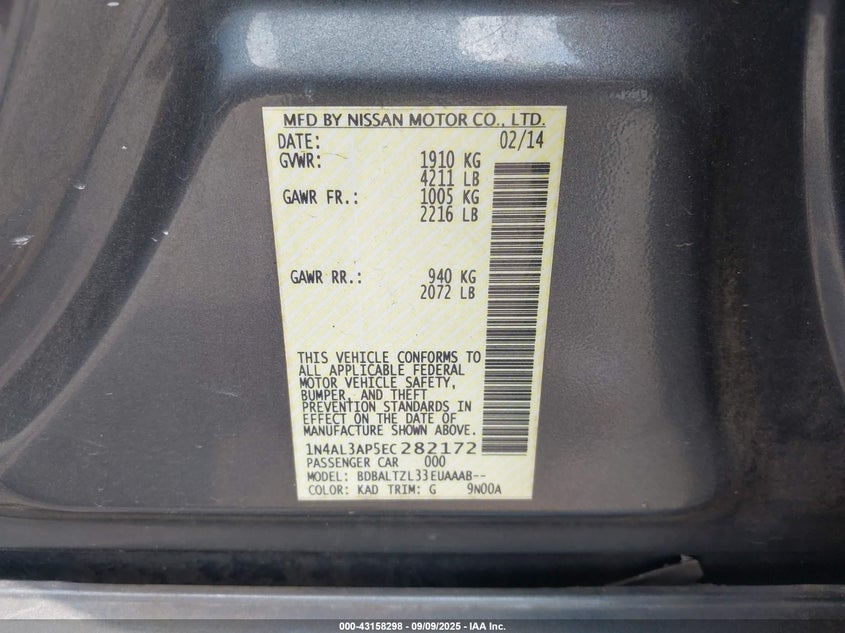 MFD BY NISSAN MOTOR CO., LTD.
DATE: 02/14
GVWR: 1910 KG
4211 LB
GAWR FR.: 1005 KG
2216 LB
GAWR RR.: 940 KG
2072 LB
THIS VEHICLE CONFORMS TO
ALL APPLICABLE FEDERAL
MOTOR VEHICLE SAFETY,
BUMPER, AND THEFT
PREVENTION STANDARDS IN
EFFECT ON THE DATE OF
MANUFACTURE SHOWN ABOVE.
1N4AL3AP5EC282172
PASSENGER CAR 000
MODEL: BDBALTZL33EUAAAB--
COLOR: KAD TRIM: G 9N00A
000-43158298 - 09/09/2025 - IAA Inc.